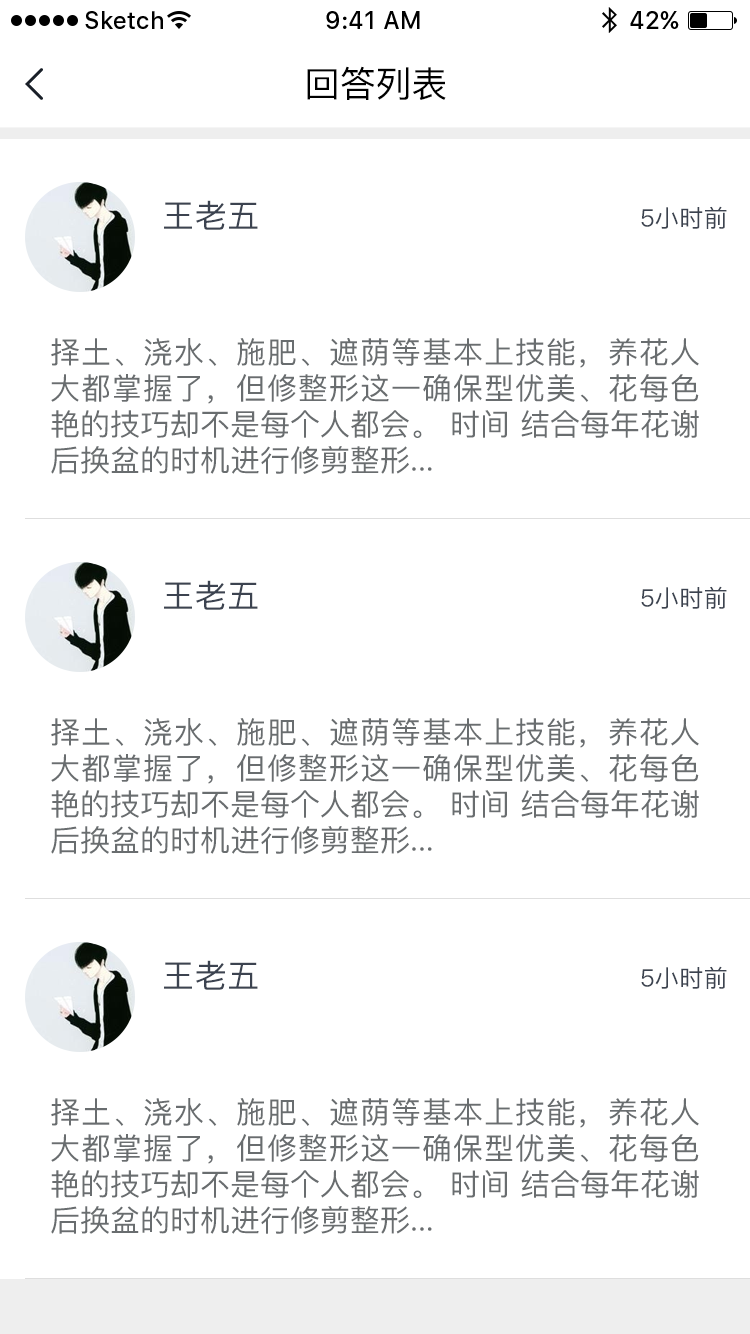 Sketch 9:41 AM 42%
回答列表
王老五 5小时前
择土、浇水、施肥、遮荫等基本上技能，养花人
大都掌握了，但修整形这一确保型优美、花每色
艳的技巧却不是每个人都会。 时间 结合每年花谢
后换盆的时机进行修剪整形...
王老五 5小时前
择土、浇水、施肥、遮荫等基本上技能，养花人
大都掌握了，但修整形这一确保型优美、花每色
艳的技巧却不是每个人都会。 时间 结合每年花谢
后换盆的时机进行修剪整形...
王老五 5小时前
择土、浇水、施肥、遮荫等基本上技能，养花人
大都掌握了，但修整形这一确保型优美、花每色
艳的技巧却不是每个人都会。 时间 结合每年花谢
后换盆的时机进行修剪整形...